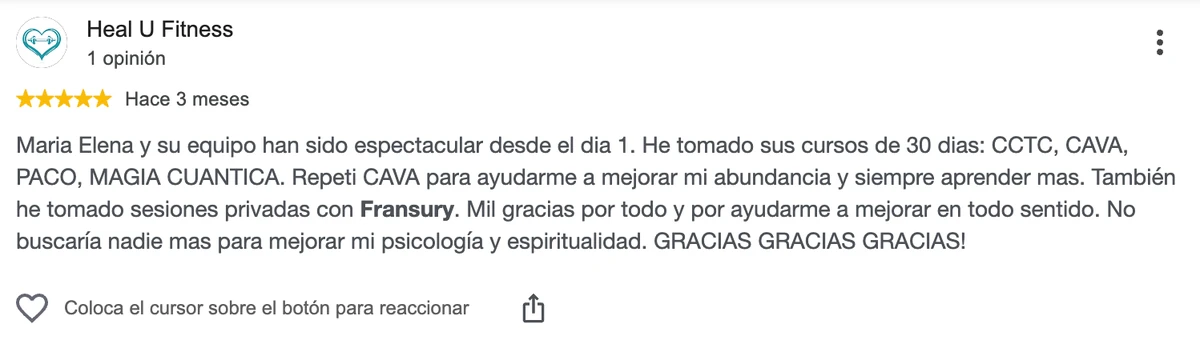 Heal U Fitness
1 opinión
Hace 3 meses
Maria Elena y su equipo han sido espectacular desde el dia 1. He tomado sus cursos de 30 dias: CCTC, CAVA,
PACO, MAGIA CUANTICA. Repeti CAVA para ayudarme a mejorar mi abundancia y siempre aprender mas. También
he tomado sesiones privadas con Fransury. Mil gracias por todo y por ayudarme a mejorar en todo sentido. No
buscaría nadie mas para mejorar mi psicología y espiritualidad. GRACIAS GRACIAS GRACIAS!
Coloca el cursor sobre el botón para reaccionar